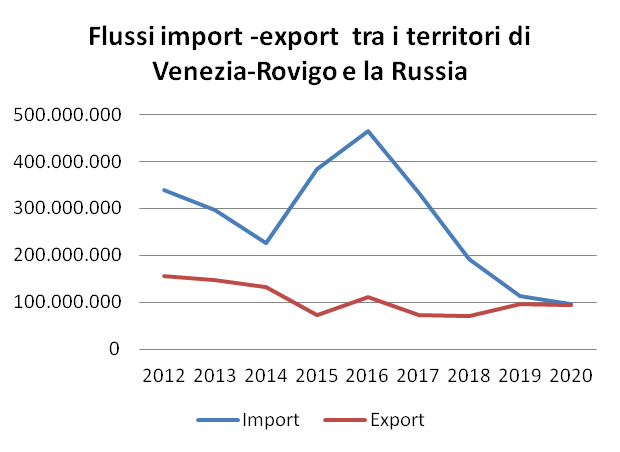 Flussi import -export  tra i territori di
Venezia-Rovigo e la Russia
500.000.000
400.000.000
300.000.000
200.000.000
100.000.000
0
2012 2013 2014 2015 2016 2017 2018 2019 2020
Import Export